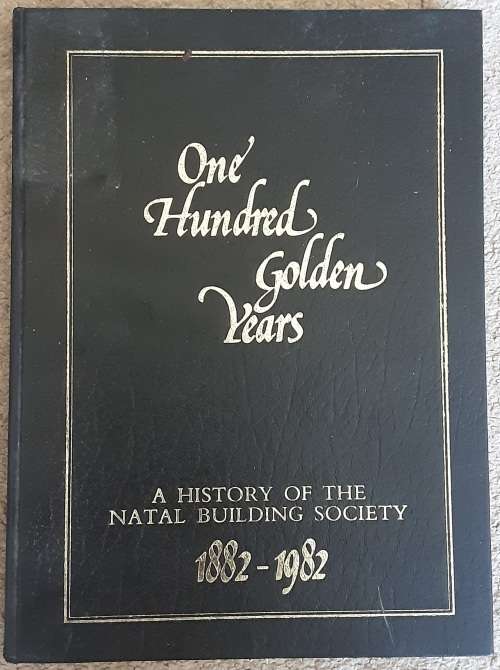 One
Hundred
Golden
Years
A HISTORY OF THE
NATAL BUILDING SOCIETY
1882-1982